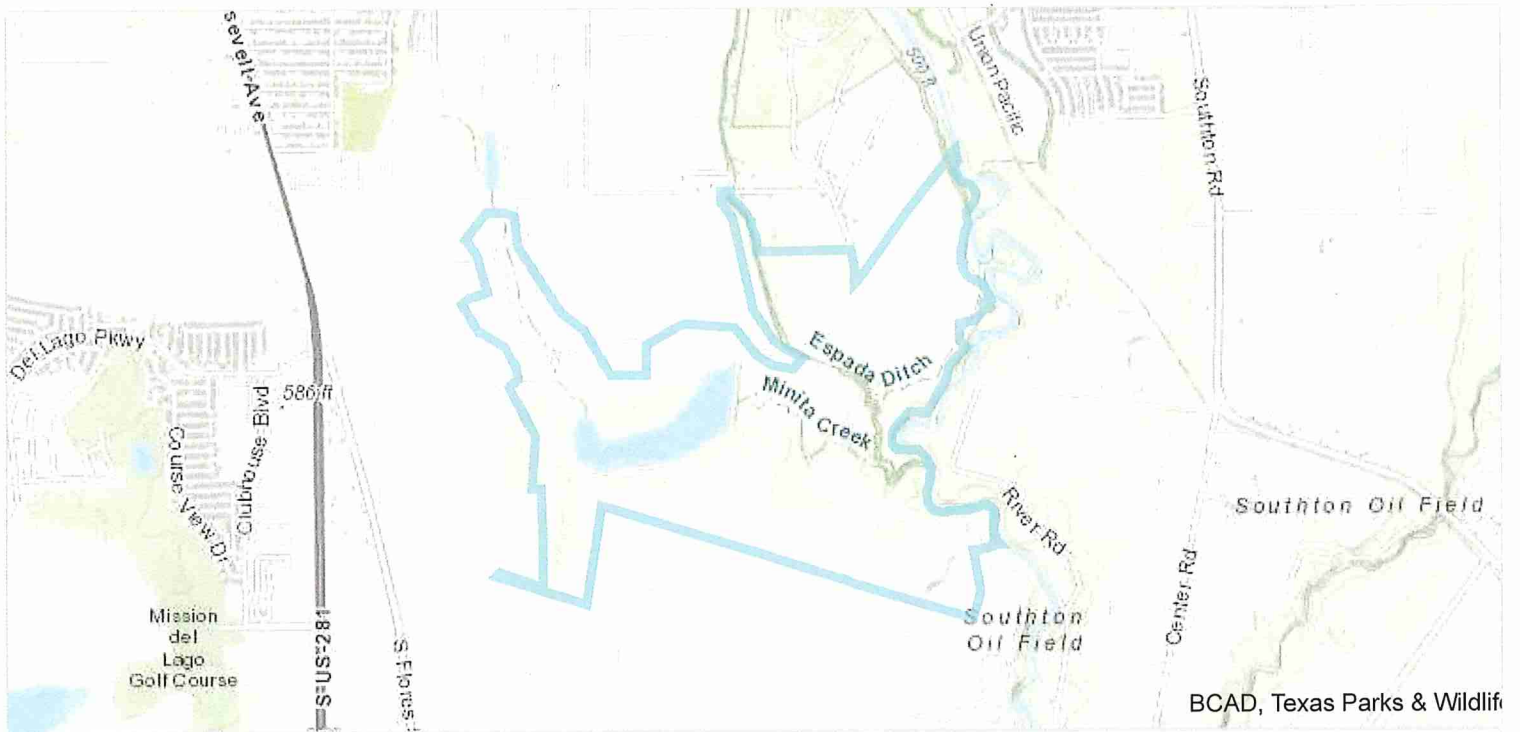 sevelt Ave
500 ft
Union Pacific
Southton Rd
Del Lago Pkwy
586 ft
Clubhouse Blvd
Course View Dr
Espada Ditch
Minita Creek
River Rd
Southton Oil Field
Center Rd
Mission
del
Lago
Golf Course
S US-281
S Flores
Southton
Oil Field
BCAD, Texas Parks & Wildlife